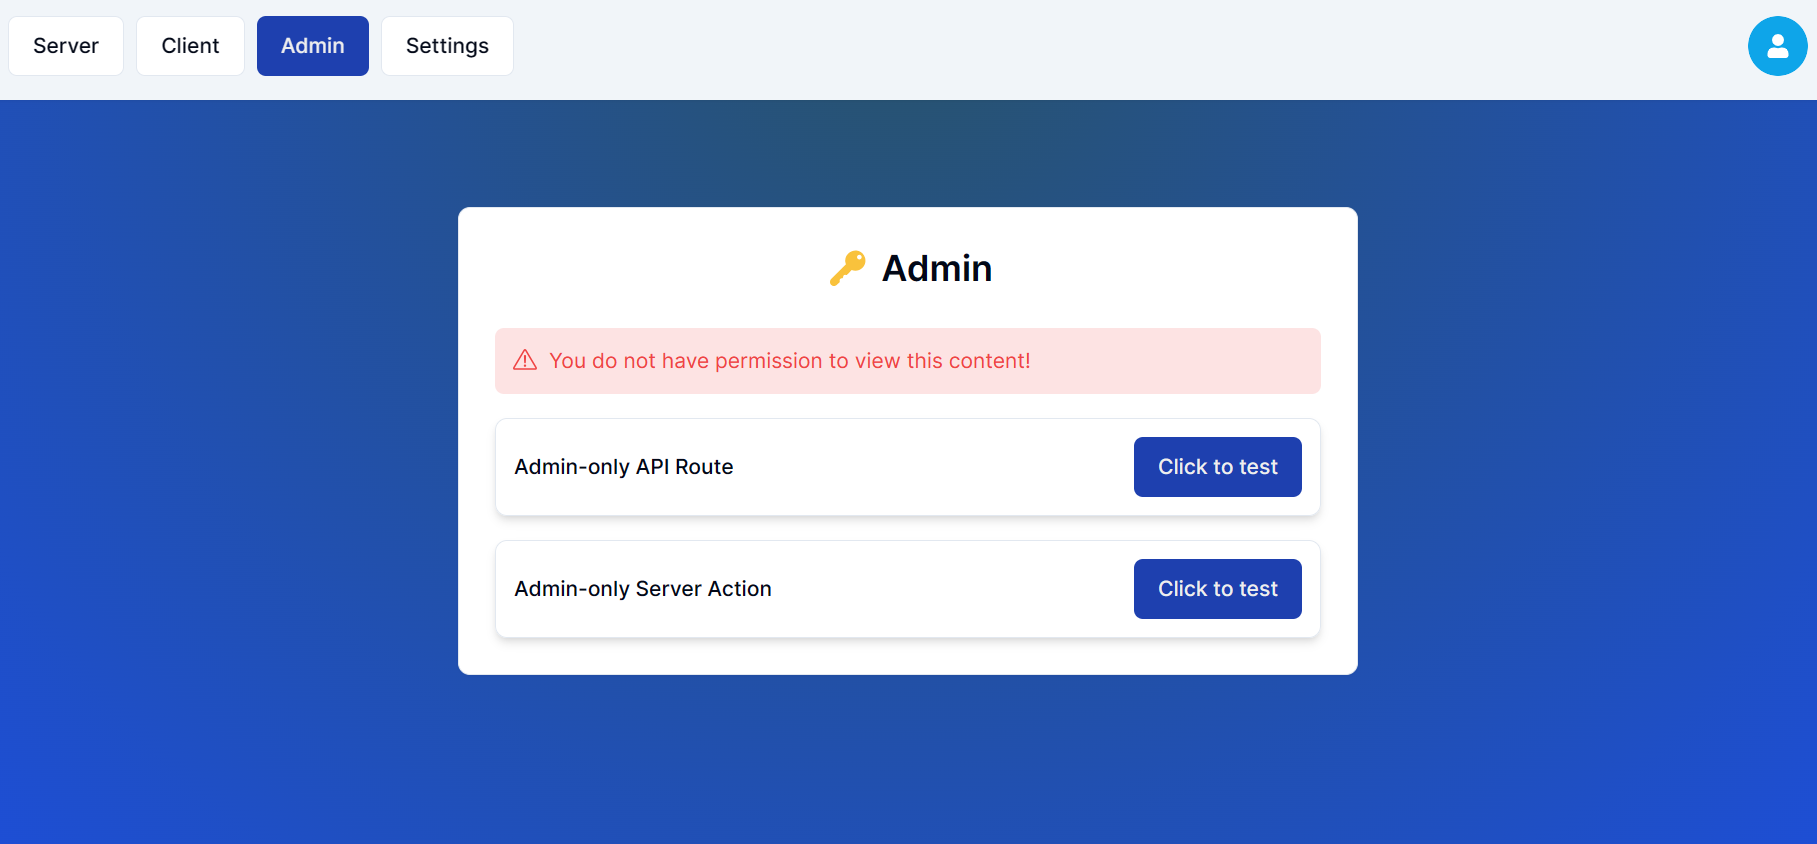 Server
Client
Admin
Settings
Admin
You do not have permission to view this content!
Admin-only API Route
Click to test
Admin-only Server Action
Click to test